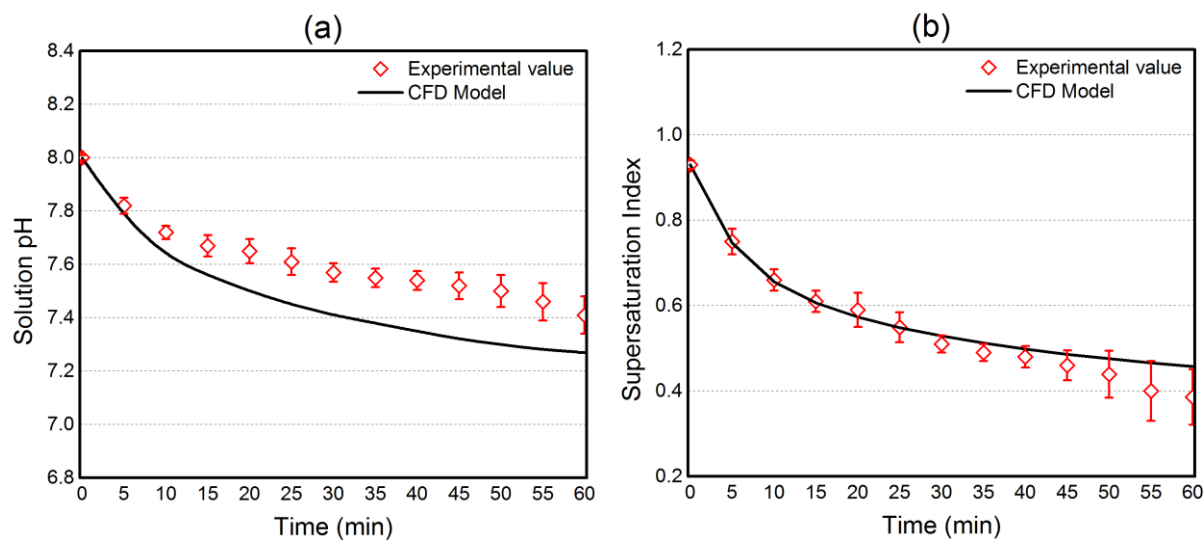 (a)
8.4
8.2
8.0
7.8
7.6
7.4
7.2
7.0
6.8
Solution pH
Experimental value
CFD Model
0 5 10 15 20 25 30 35 40 45 50 55 60
Time (min)
(b)
1.2
1.0
0.8
0.6
0.4
0.2
Supersaturation Index
Experimental value
CFD Model
0 5 10 15 20 25 30 35 40 45 50 55 60
Time (min)